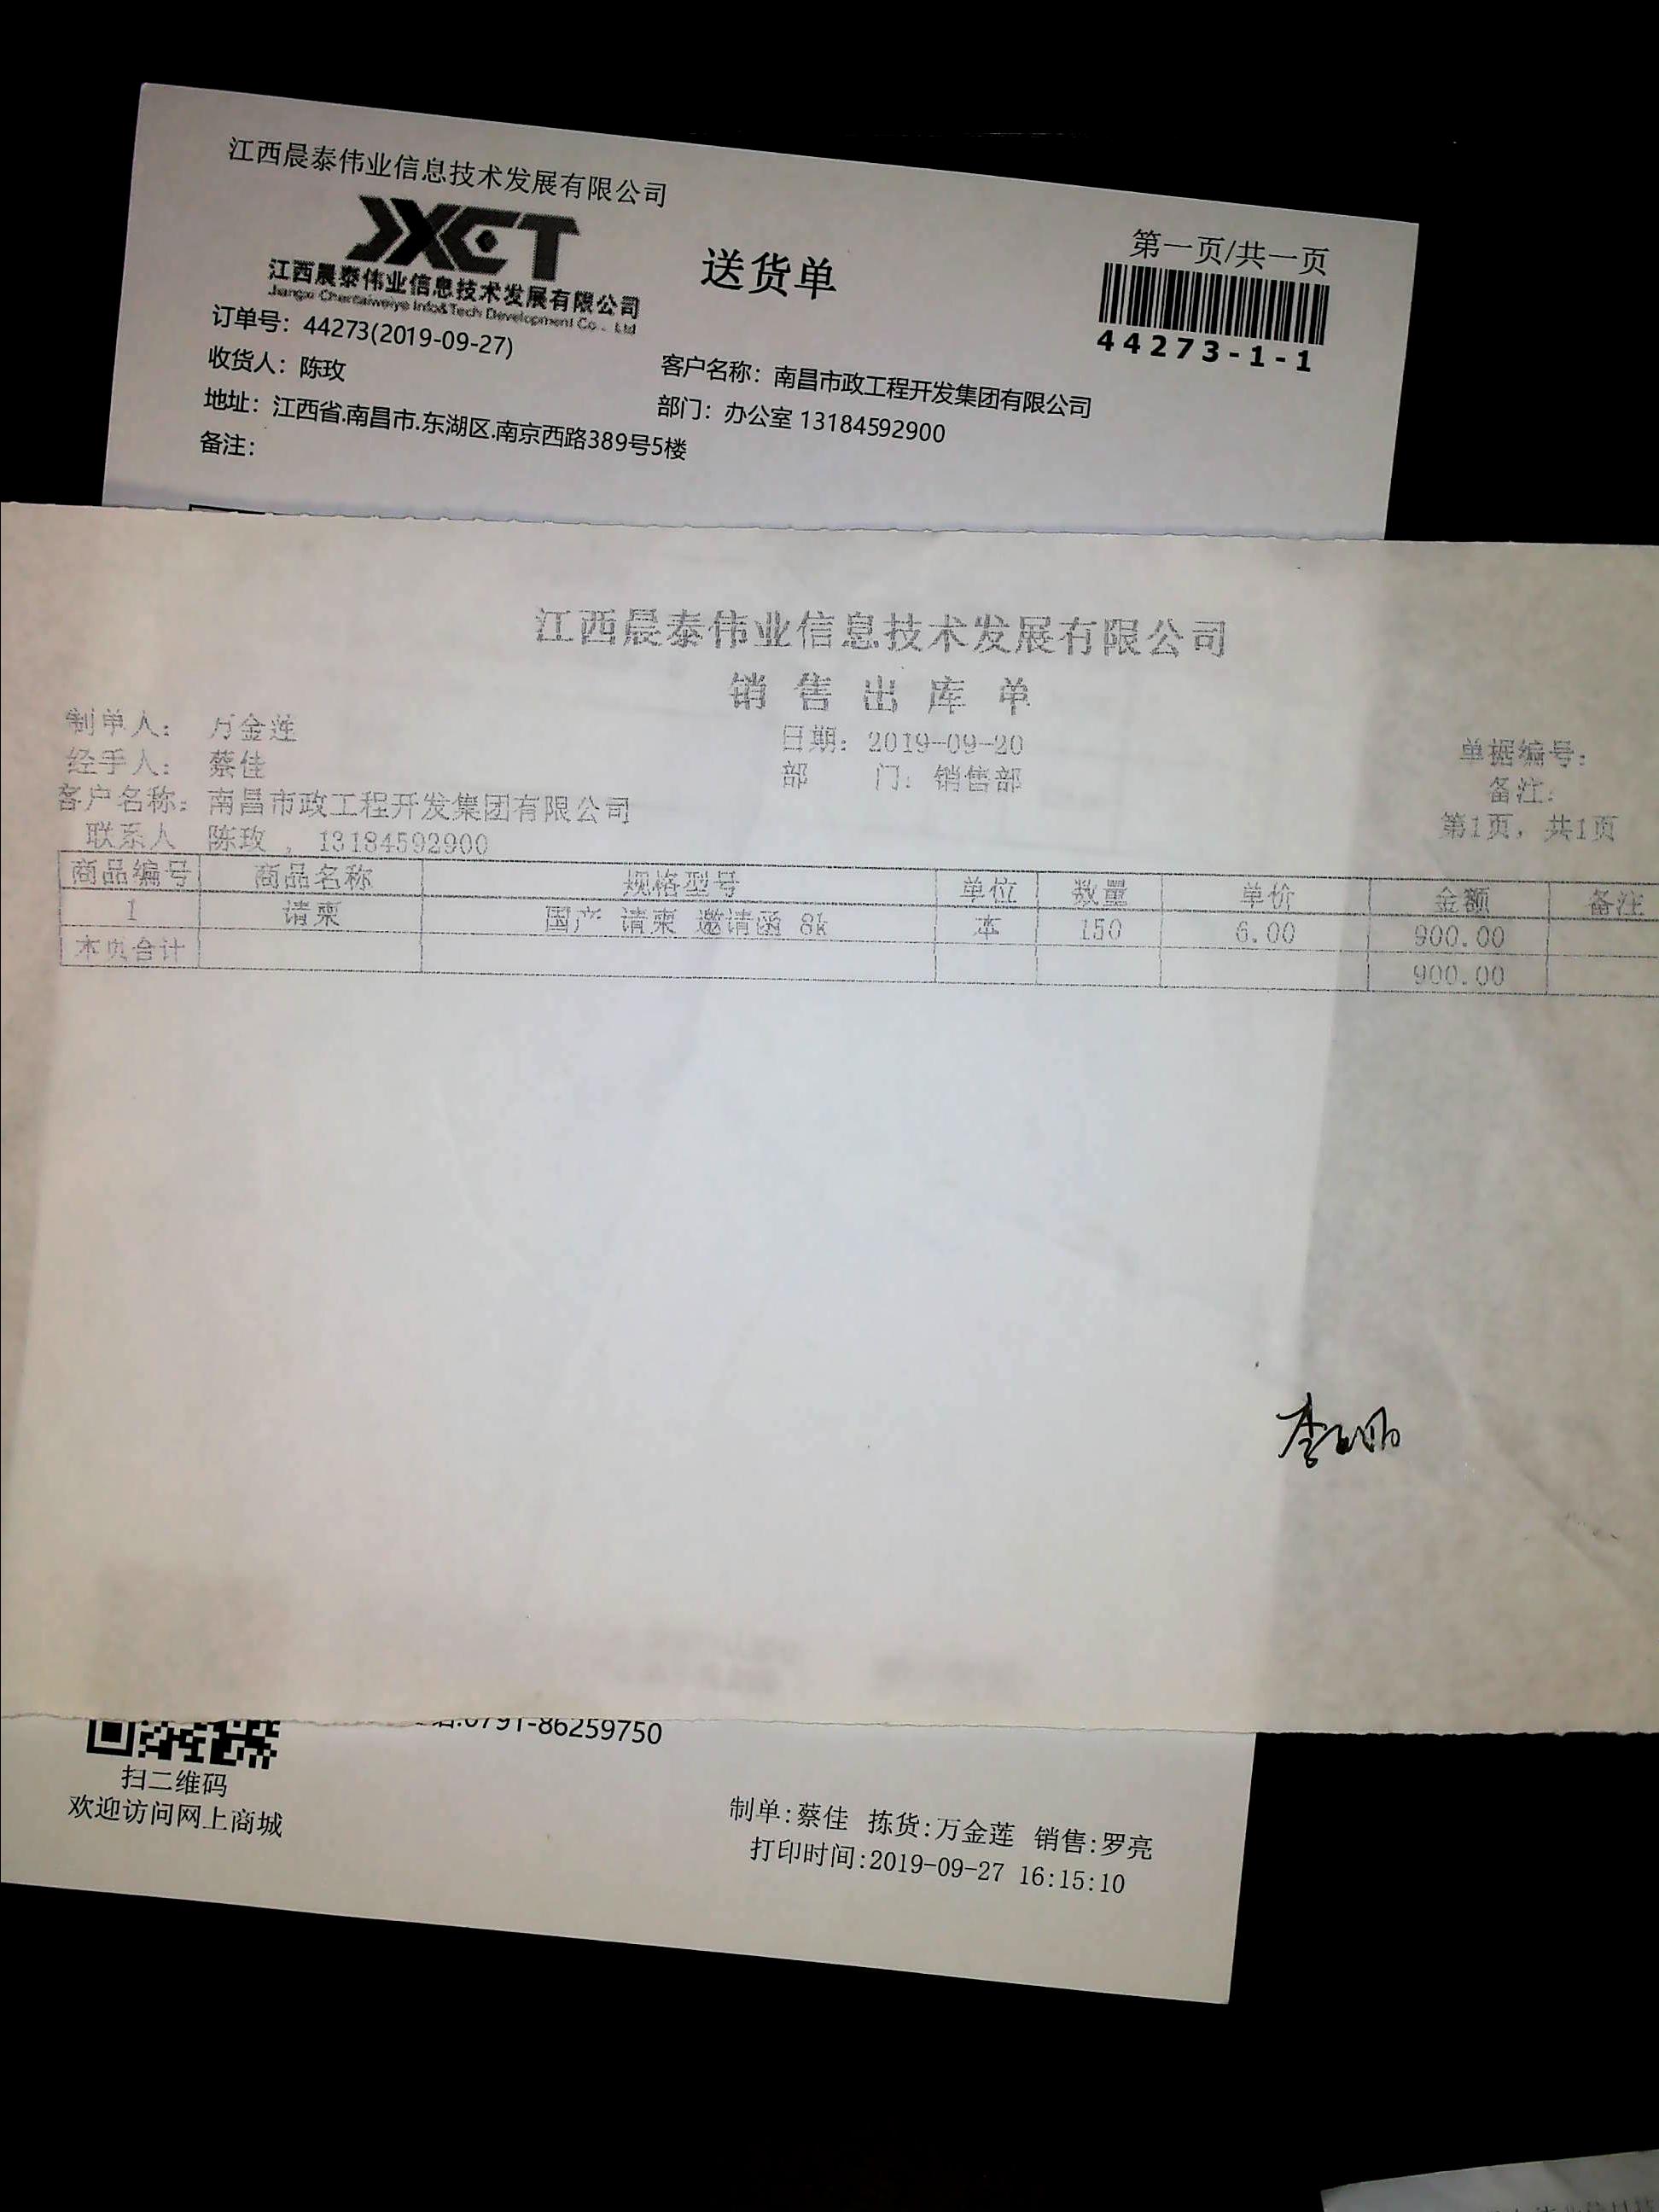 江西晨泰伟业信息技术发展有限公司
JXCT
江西晨泰伟业信息技术发展有限公司
Jiangxi Chentaiweiye Info&Tech Development Co., Ltd
送货单
第一页/共一页
44273-1-1
订单号：44273(2019-09-27)
收货人：陈玫
客户名称：南昌市政工程开发集团有限公司
地址：江西省.南昌市.东湖区.南京西路389号5楼
部门：办公室 13184592900
备注：
江西晨泰伟业信息技术发展有限公司
销售出库单
制单人： 万金莲
日期：2019-09-20
单据编号：
经手人： 蔡佳
部 门：销售部
备注：
客户名称：南昌市政工程开发集团有限公司
第1页，共1页
联系人 陈玫 ，13184592900
商品编号 商品名称 规格型号 单位 数量 单价 金额 备注
1 请柬 国产 请柬 邀请函 8k 本 150 6.00 900.00
本页合计 900.00
:0791-86259750
扫二维码
欢迎访问网上商城
制单:蔡佳 拣货:万金莲 销售:罗亮
打印时间:2019-09-27 16:15:10